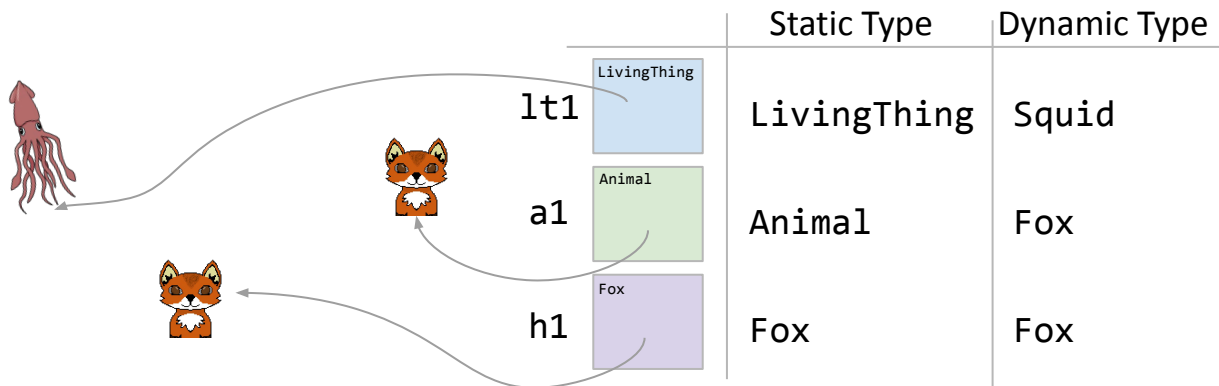 Static Type Dynamic Type
LivingThing
lt1 LivingThing Squid
Animal
a1 Animal Fox
Fox
h1 Fox Fox